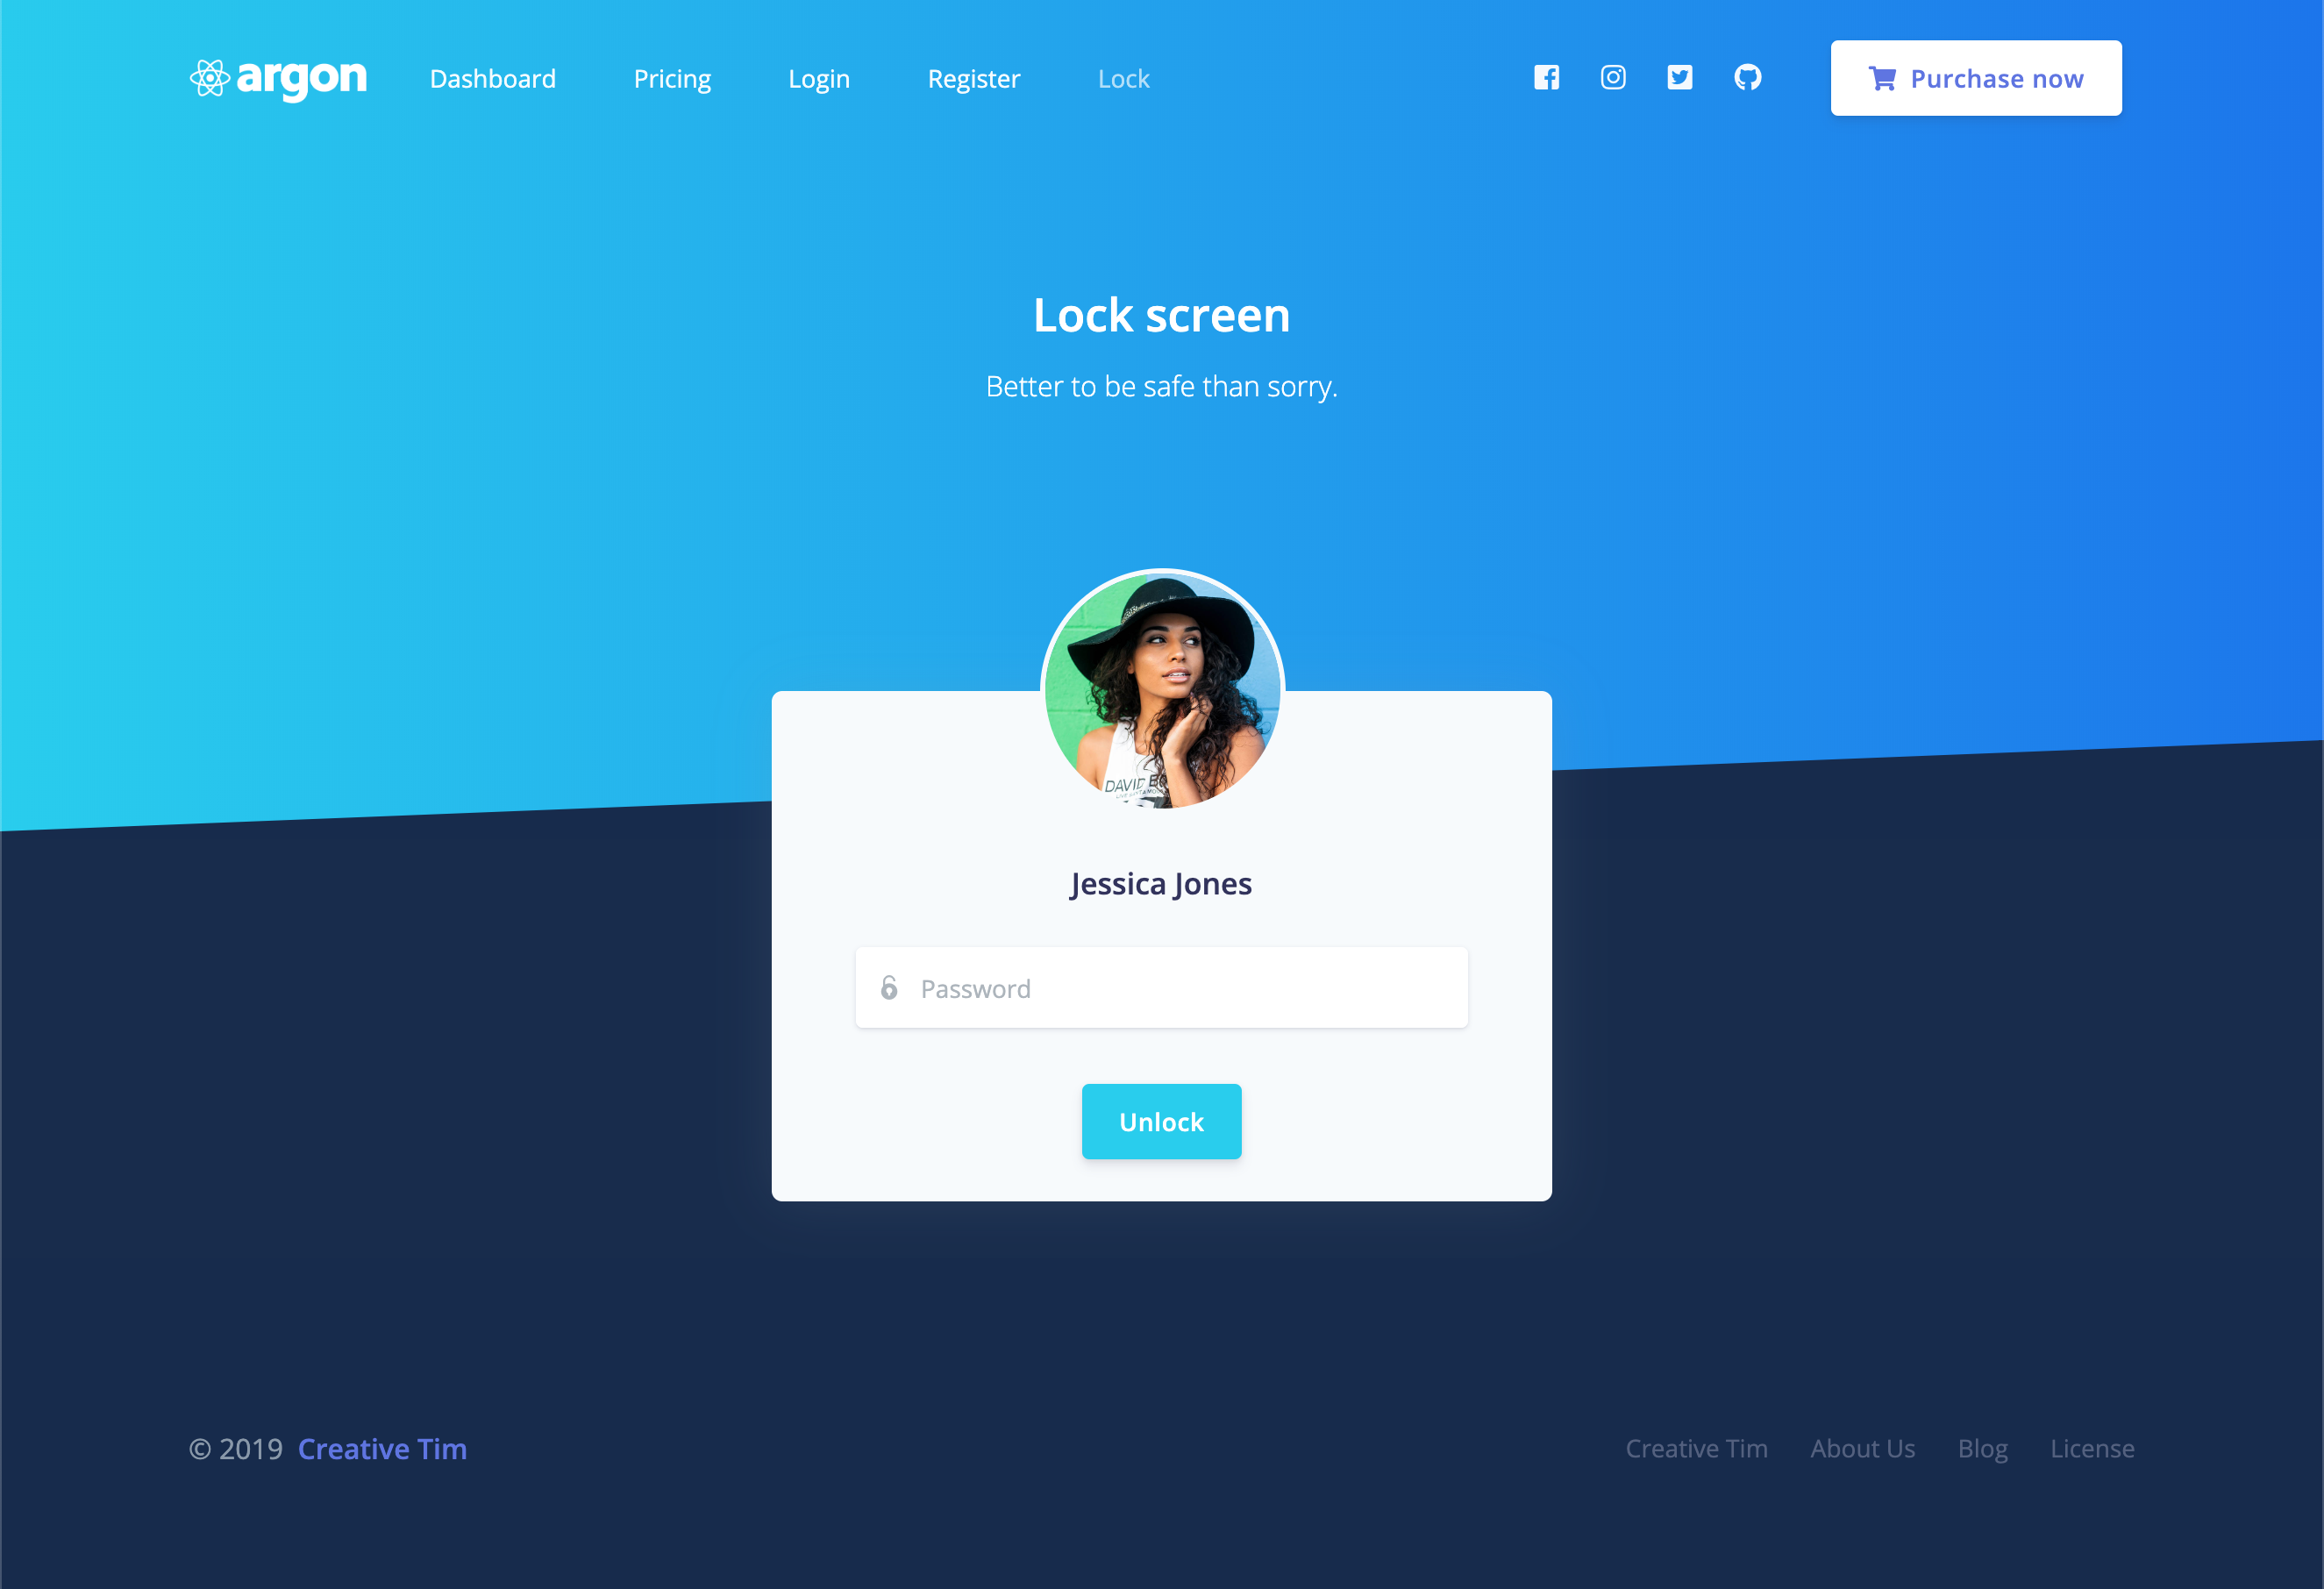 argon Dashboard Pricing Login Register Lock Purchase now
Lock screen
Better to be safe than sorry.
DAVID
Jessica Jones
Password
Unlock
© 2019 Creative Tim Creative Tim About Us Blog License